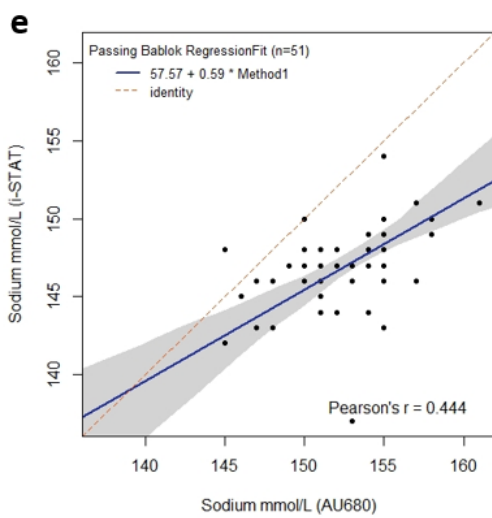 e
Passing Bablok RegressionFit (n=51)
57.57 + 0.59 * Method1
identity
160
155
150
145
140
Sodium mmol/L (i-STAT)
Pearson's r = 0.444
140 145 150 155 160
Sodium mmol/L (AU680)